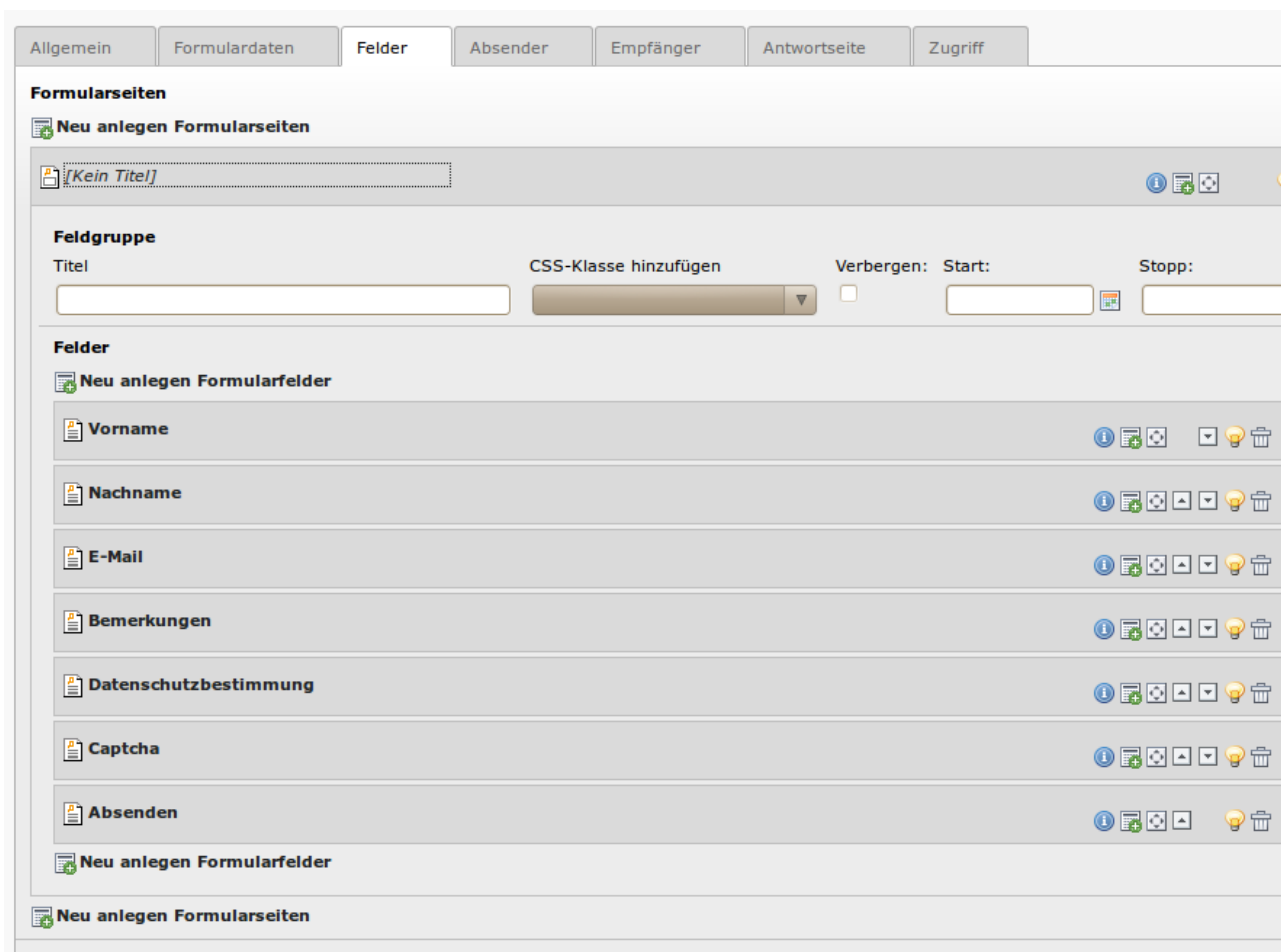 Allgemein Formulardaten Felder Absender Empfänger Antwortseite Zugriff
Formularseiten
Neu anlegen Formularseiten
[Kein Titel]
Feldgruppe
Titel CSS-Klasse hinzufügen Verbergen: Start: Stopp:
Felder
Neu anlegen Formularfelder
Vorname
Nachname
E-Mail
Bemerkungen
Datenschutzbestimmung
Captcha
Absenden
Neu anlegen Formularfelder
Neu anlegen Formularseiten